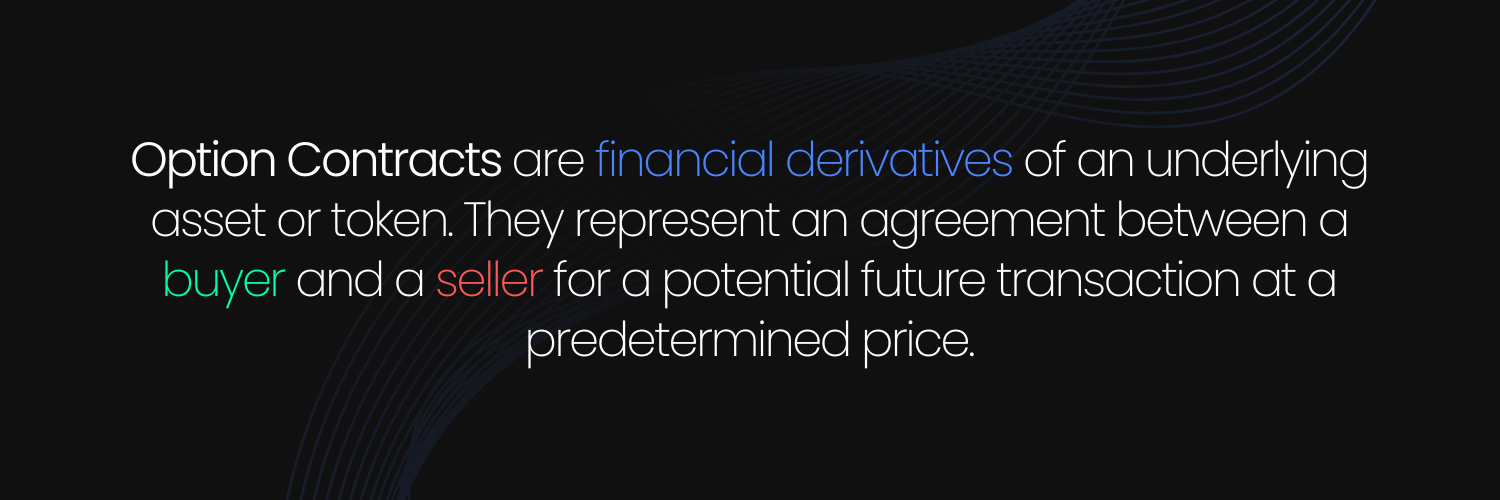 Option Contracts are financial derivatives of an underlying
asset or token. They represent an agreement between a
buyer and a seller for a potential future transaction at a
predetermined price.